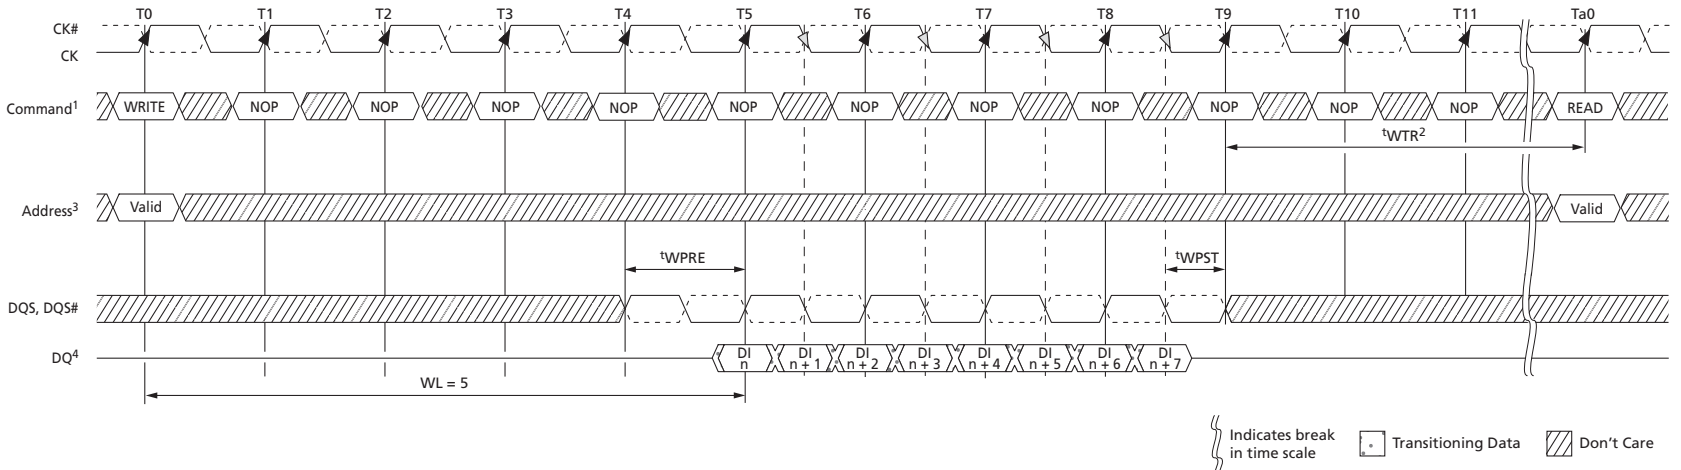 T0 T1 T2 T3 T4 T5 T6 T7 T8 T9 T10 T11 Ta0
CK#
CK
Command1 WRITE NOP NOP NOP NOP NOP NOP NOP NOP NOP NOP NOP READ
tWTR2
Address3 Valid Valid
tWPRE tWPST
DQS, DQS#
DQ4 DI n DI n + 1 DI n + 2 DI n + 3 DI n + 4 DI n + 5 DI n + 6 DI n + 7
WL = 5
Indicates break
in time scale
Transitioning Data
Don't Care